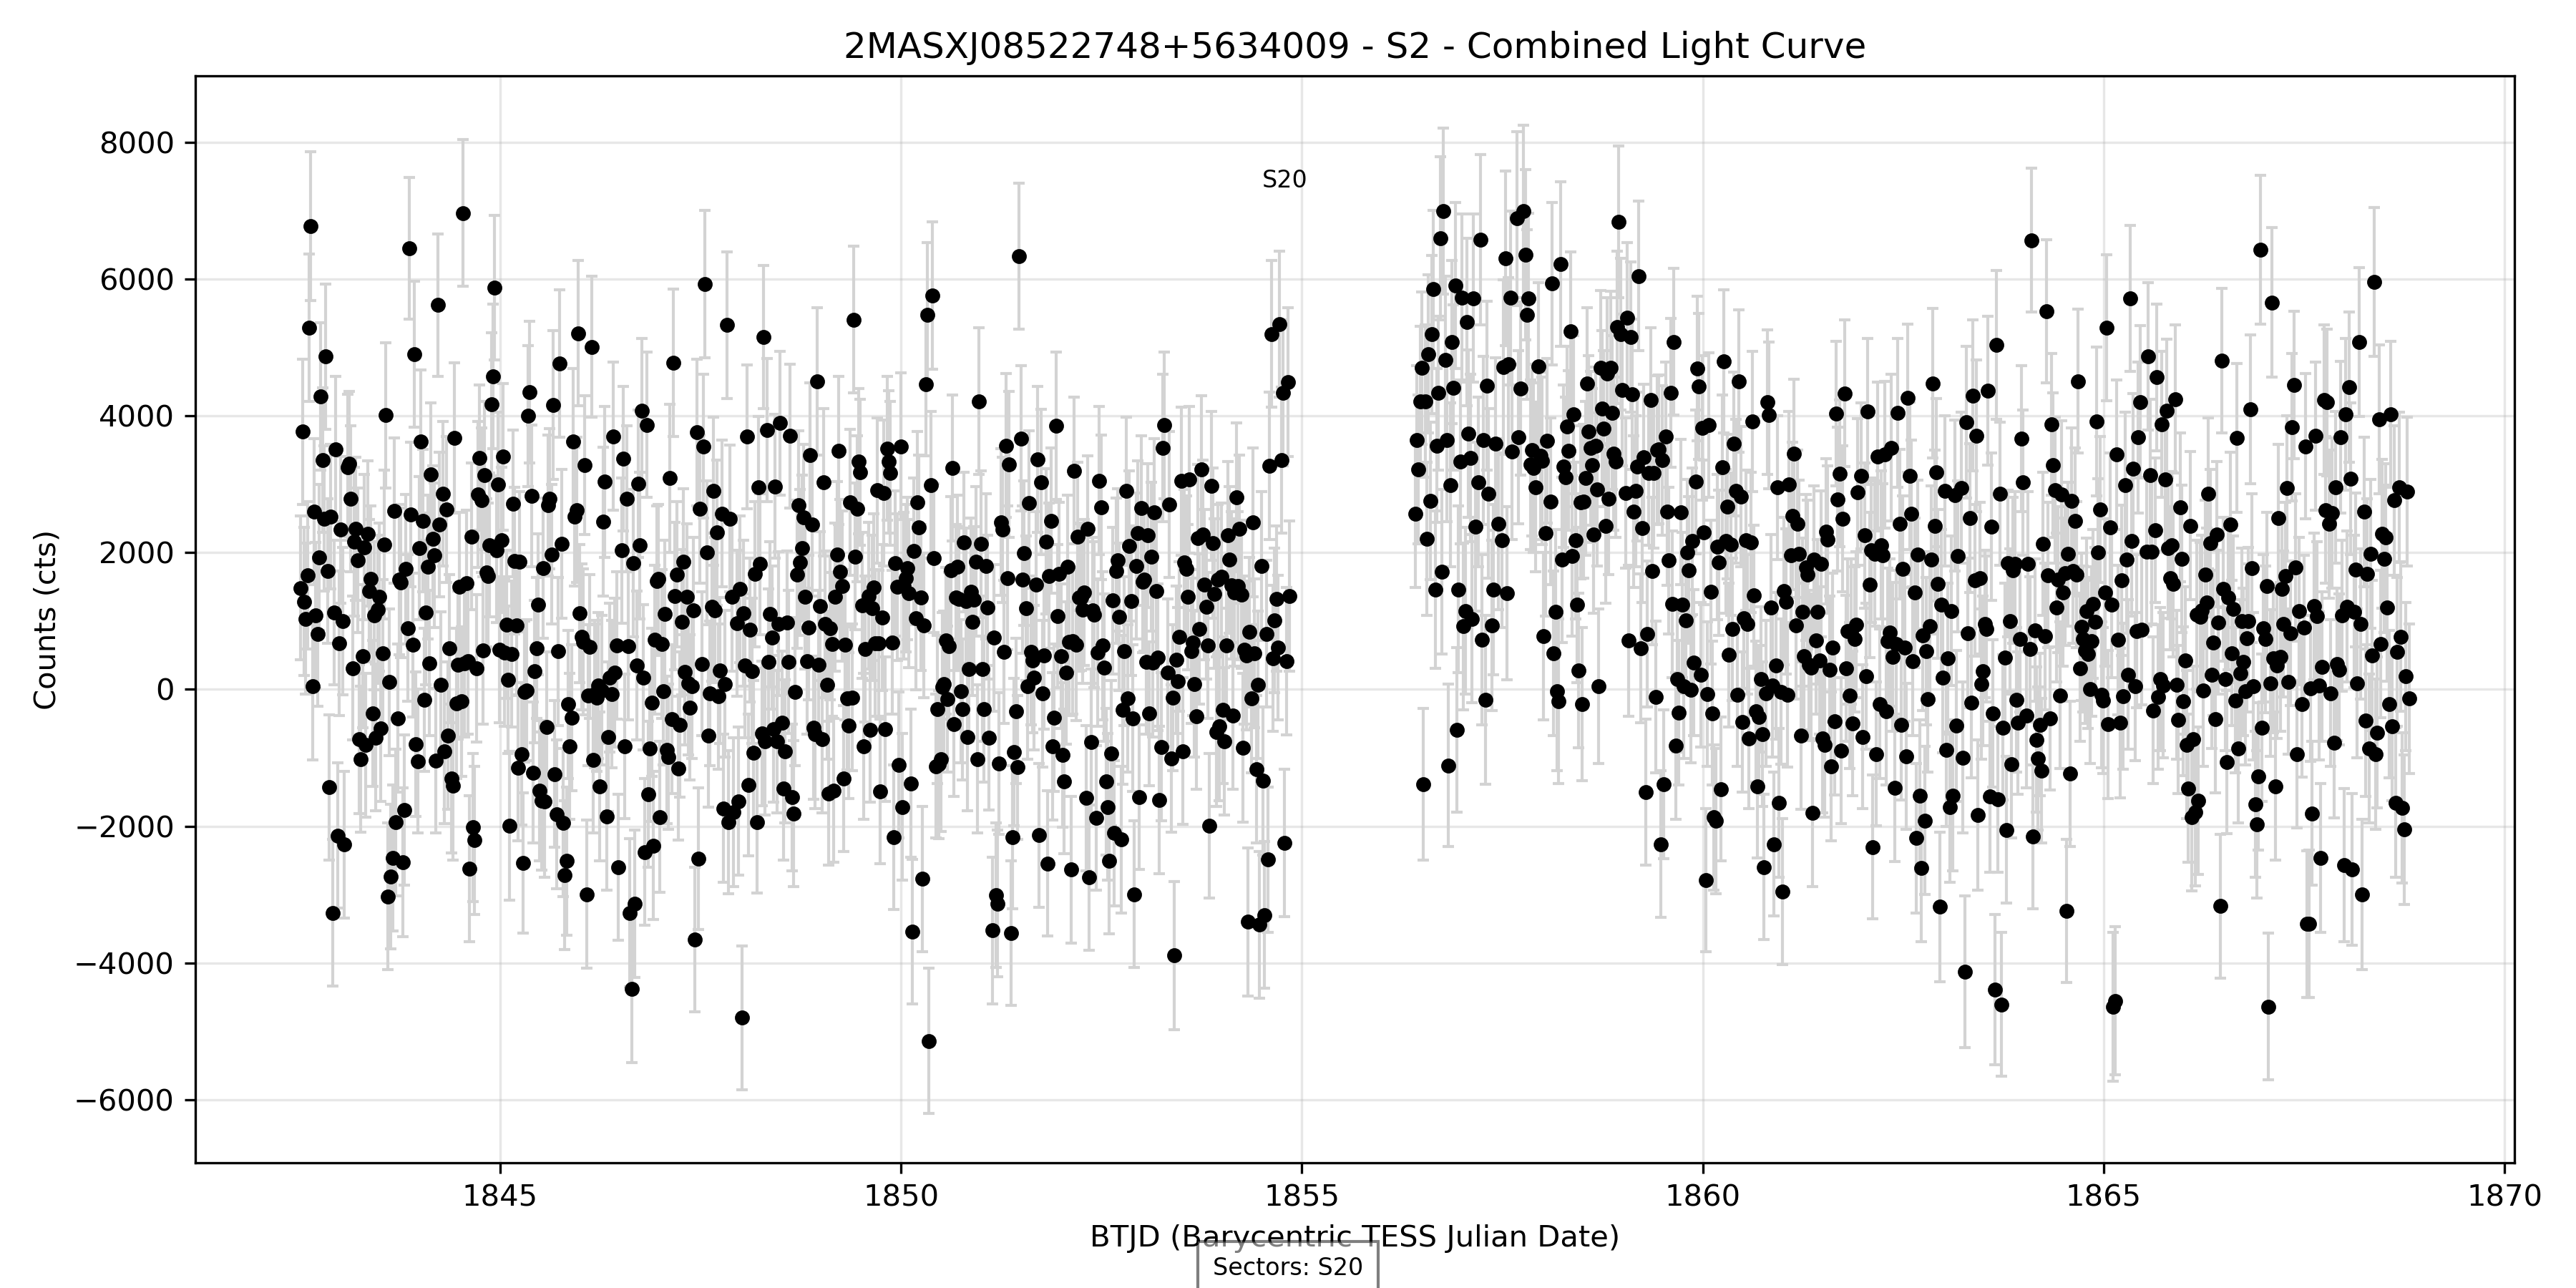 2MASXJ08522748+5634009 - S2 - Combined Light Curve
8000
6000
4000
2000
0
−2000
−4000
−6000
Counts (cts)
S20
1845
1850
1855
1860
1865
1870
BTJD (Barycentric TESS Julian Date)
Sectors: S20